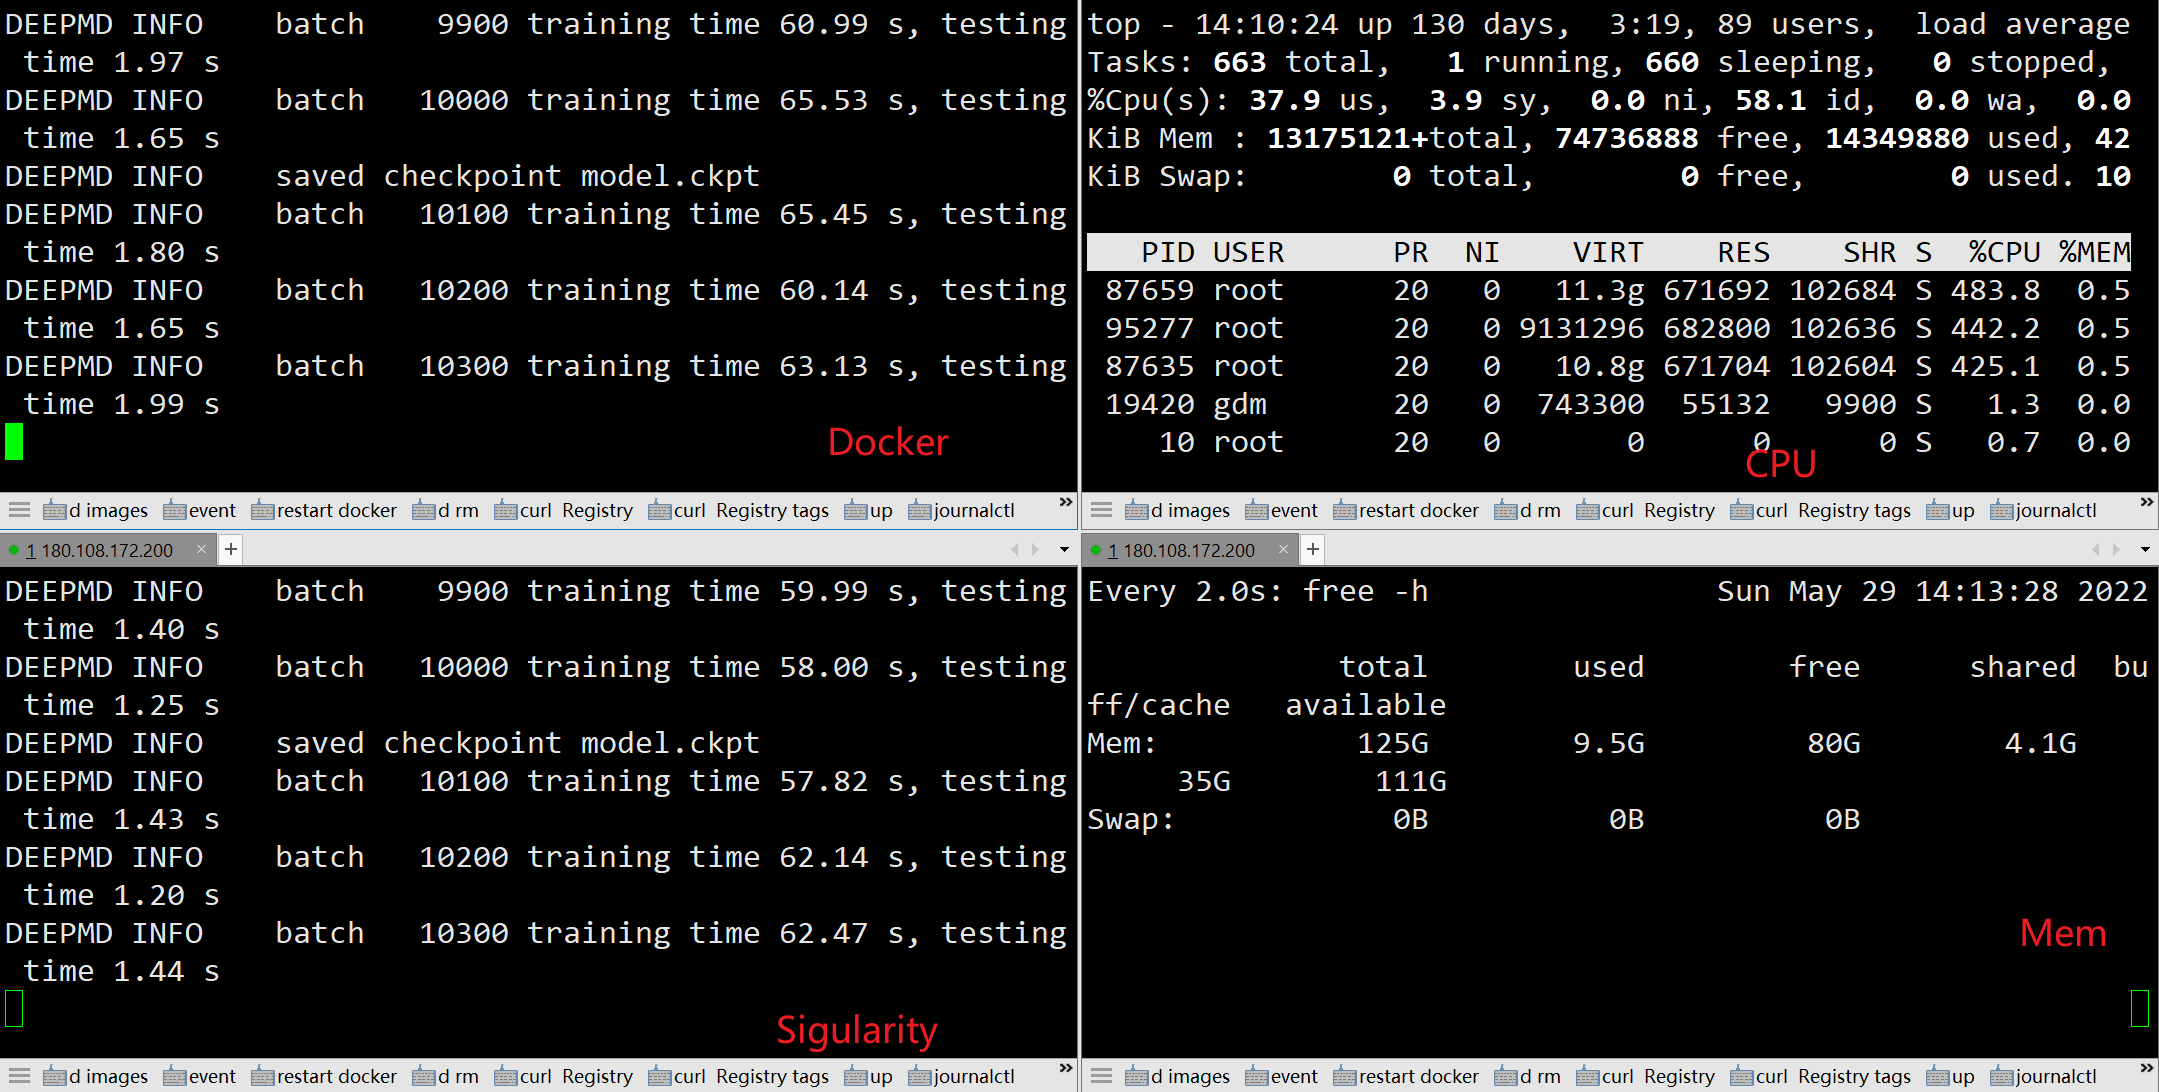 DEEPMD INFO    batch    9900 training time 60.99 s, testing
 time 1.97 s
DEEPMD INFO    batch   10000 training time 65.53 s, testing
 time 1.65 s
DEEPMD INFO    saved checkpoint model.ckpt
DEEPMD INFO    batch   10100 training time 65.45 s, testing
 time 1.80 s
DEEPMD INFO    batch   10200 training time 60.14 s, testing
 time 1.65 s
DEEPMD INFO    batch   10300 training time 63.13 s, testing
 time 1.99 s
Docker
d images event restart docker d rm curl Registry curl Registry tags up journalctl »
top - 14:10:24 up 130 days,  3:19, 89 users,  load average
Tasks: 663 total,   1 running, 660 sleeping,   0 stopped,
%Cpu(s): 37.9 us,  3.9 sy,  0.0 ni, 58.1 id,  0.0 wa,  0.0
KiB Mem : 13175121+total, 74736888 free, 14349880 used, 42
KiB Swap:        0 total,        0 free,        0 used. 10
PID USER      PR  NI    VIRT    RES    SHR S  %CPU %MEM
87659 root      20   0   11.3g 671692 102684 S 483.8  0.5
95277 root      20   0 9131296 682800 102636 S 442.2  0.5
87635 root      20   0   10.8g 671704 102604 S 425.1  0.5
19420 gdm       20   0  743300  55132   9900 S   1.3  0.0
10 root      20   0       0      0      0 S   0.7  0.0
CPU
d images event restart docker d rm curl Registry curl Registry tags up journalctl »
1 180.108.172.200 × +
DEEPMD INFO    batch    9900 training time 59.99 s, testing
 time 1.40 s
DEEPMD INFO    batch   10000 training time 58.00 s, testing
 time 1.25 s
DEEPMD INFO    saved checkpoint model.ckpt
DEEPMD INFO    batch   10100 training time 57.82 s, testing
 time 1.43 s
DEEPMD INFO    batch   10200 training time 62.14 s, testing
 time 1.20 s
DEEPMD INFO    batch   10300 training time 62.47 s, testing
 time 1.44 s
Sigularity
d images event restart docker d rm curl Registry curl Registry tags up journalctl »
1 180.108.172.200 × +
Every 2.0s: free -h                Sun May 29 14:13:28 2022
              total        used        free      shared  bu
ff/cache   available
Mem:           125G        9.5G         80G        4.1G
     35G        111G
Swap:            0B          0B          0B
Mem
d images event restart docker d rm curl Registry curl Registry tags up journalctl »